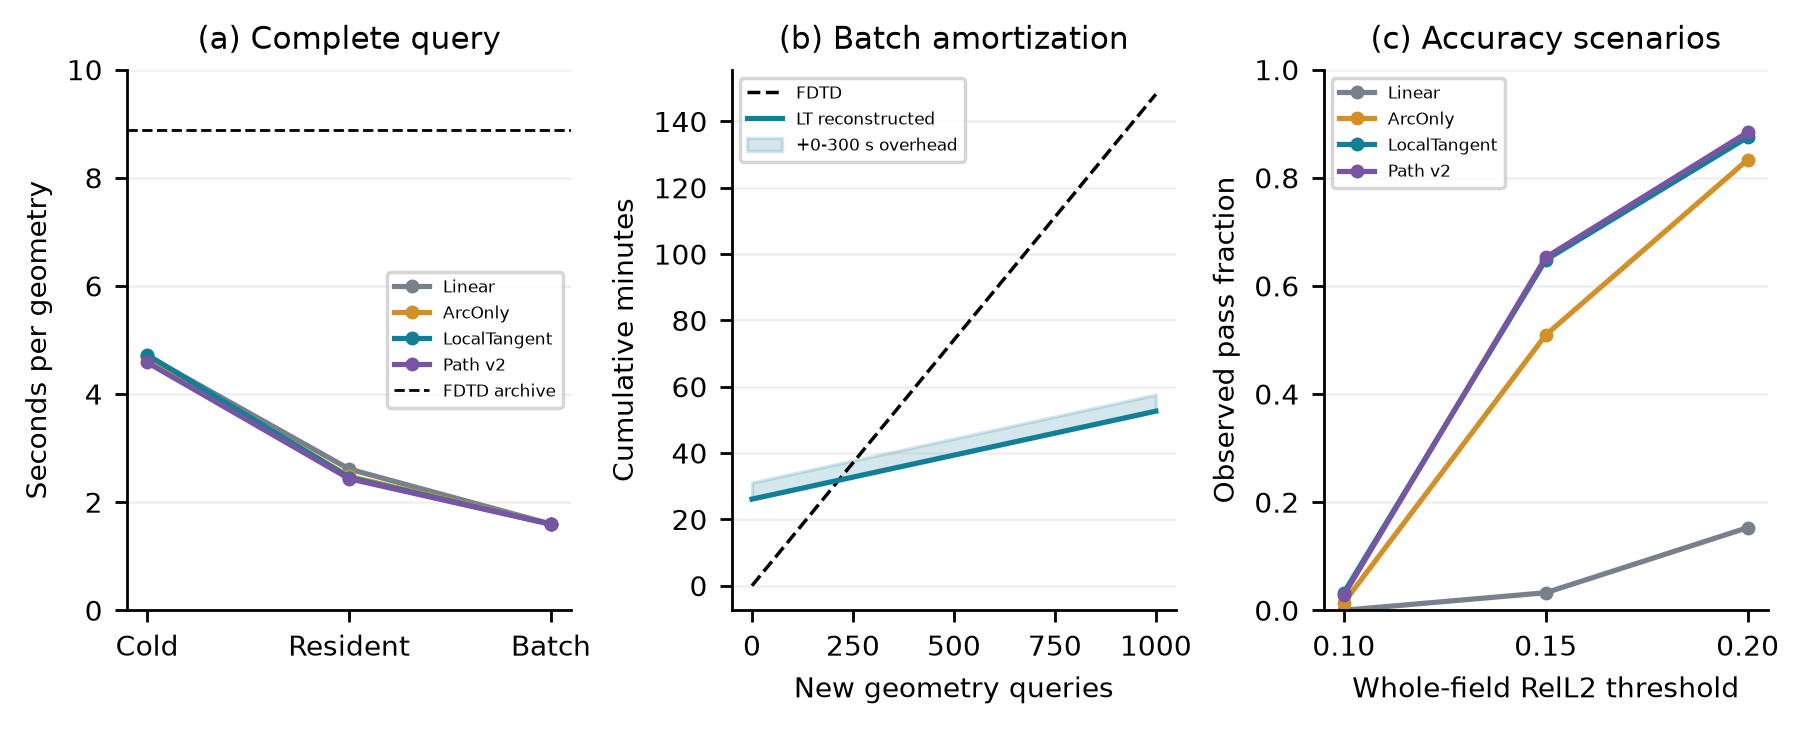 (a) Complete query
Seconds per geometry
10
8
6
4
2
0
Linear
ArcOnly
LocalTangent
Path v2
FDTD archive
Cold Resident Batch
(b) Batch amortization
Cumulative minutes
140
120
100
80
60
40
20
0
FDTD
LT reconstructed
+0-300 s overhead
0 250 500 750 1000
New geometry queries
(c) Accuracy scenarios
Observed pass fraction
1.0
0.8
0.6
0.4
0.2
0.0
Linear
ArcOnly
LocalTangent
Path v2
0.10 0.15 0.20
Whole-field RelL2 threshold